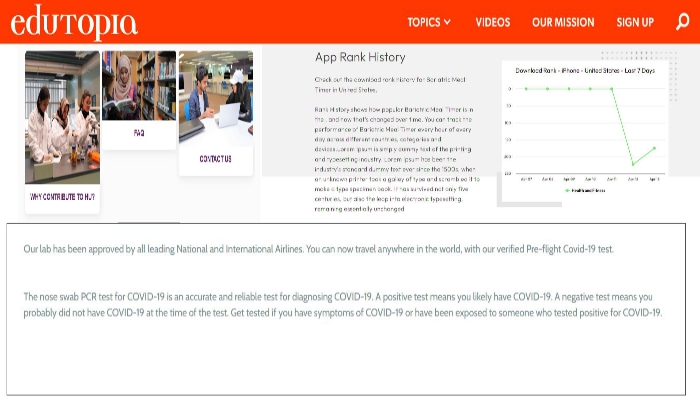 edutopia
TOPICS
VIDEOS
OUR MISSION
SIGN UP
WHY CONTRIBUTE TO HU?
FAQ
CONTACT US
App Rank History
Check out the download rank history for Bariatric Meal
Timer in United States.
Rank History shows how popular Bariatric Meal Timer is in
the , and how that's changed over time. You can track the
performance of Bariatric Meal Timer every hour of every
day across different countries, categories and
devices.Lorem Ipsum is simply dummy text of the printing
and typesetting industry. Lorem Ipsum has been the
industry's standard dummy text ever since the 1500s, when
an unknown printer took a galley of type and scrambled it to
make a type specimen book. It has survived not only five
centuries, but also the leap into electronic typesetting,
remaining essentially unchanged
Download Rank - iPhone - United States - Last 7 Days
Health and Fitness
Our lab has been approved by all leading National and International Airlines. You can now travel anywhere in the world, with our verified Pre-flight Covid-19 test.
The nose swab PCR test for COVID-19 is an accurate and reliable test for diagnosing COVID-19. A positive test means you likely have COVID-19. A negative test means you
probably did not have COVID-19 at the time of the test. Get tested if you have symptoms of COVID-19 or have been exposed to someone who tested positive for COVID-19.